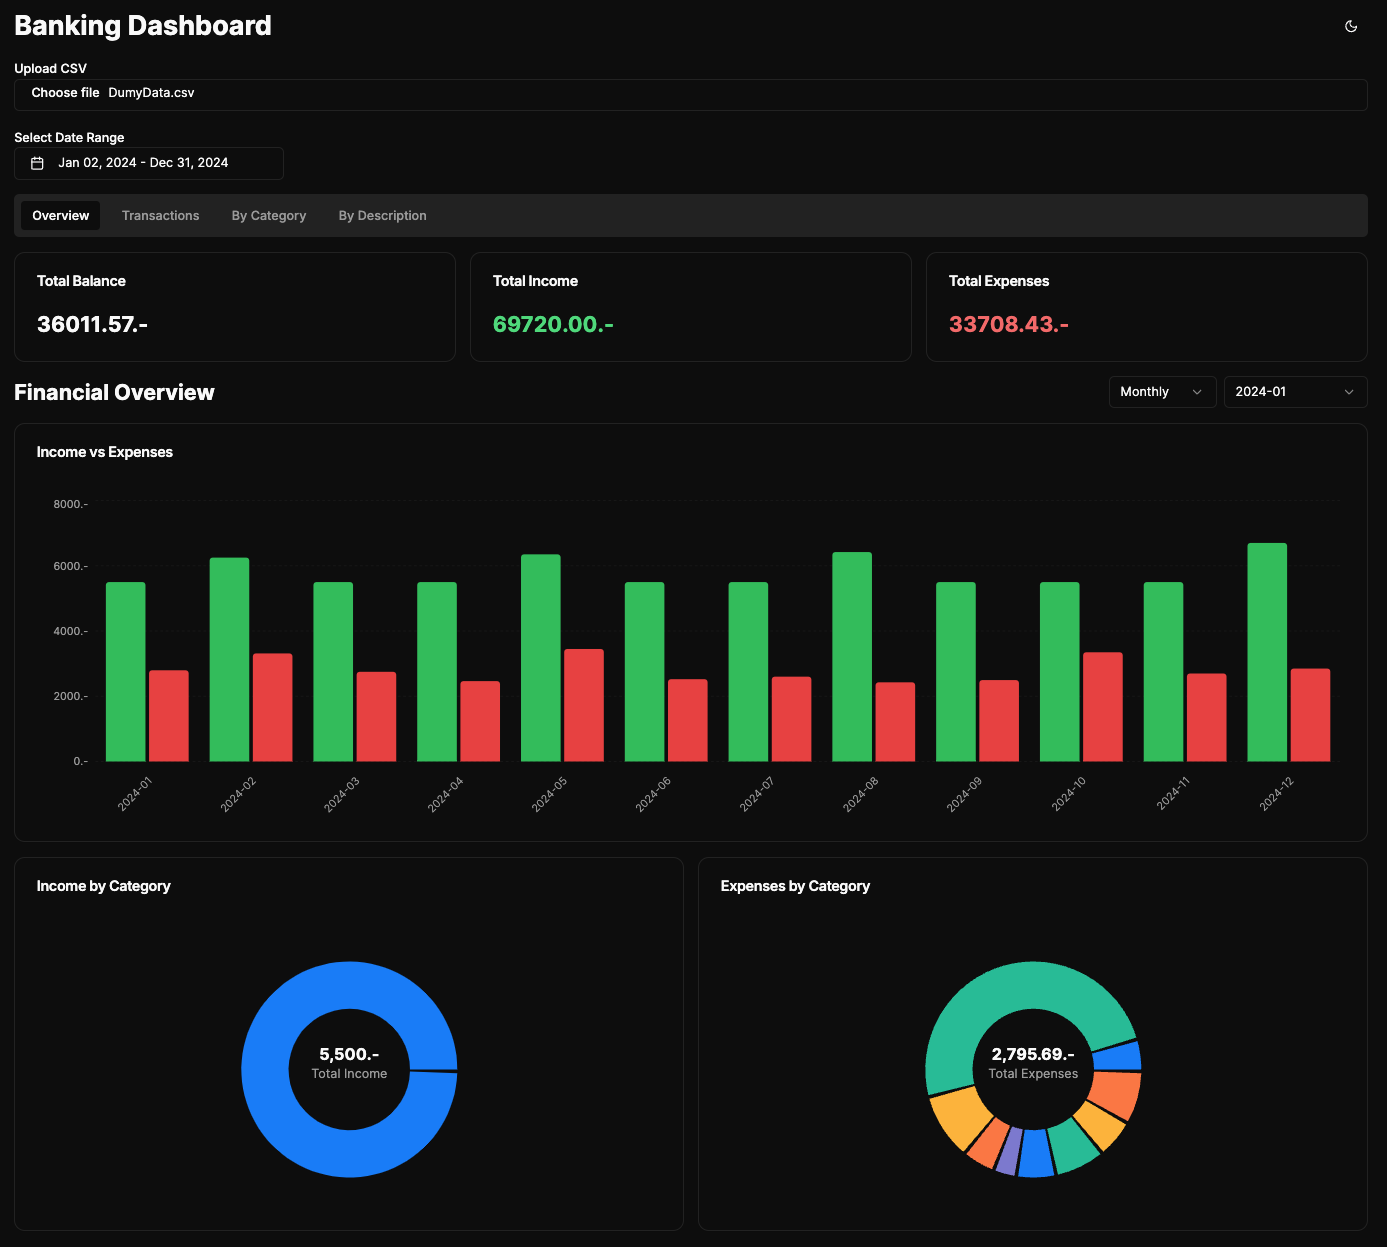 Banking Dashboard
Upload CSV
Choose file DumyData.csv
Select Date Range
Jan 02, 2024 - Dec 31, 2024
Overview Transactions By Category By Description
Total Balance
36011.57.-
Total Income
69720.00.-
Total Expenses
33708.43.-
Financial Overview
Monthly
2024-01
Income vs Expenses
8000.-
6000.-
4000.-
2000.-
0.-
2024-01 2024-02 2024-03 2024-04 2024-05 2024-06 2024-07 2024-08 2024-09 2024-10 2024-11 2024-12
Income by Category
5,500.-
Total Income
Expenses by Category
2,795.69.-
Total Expenses